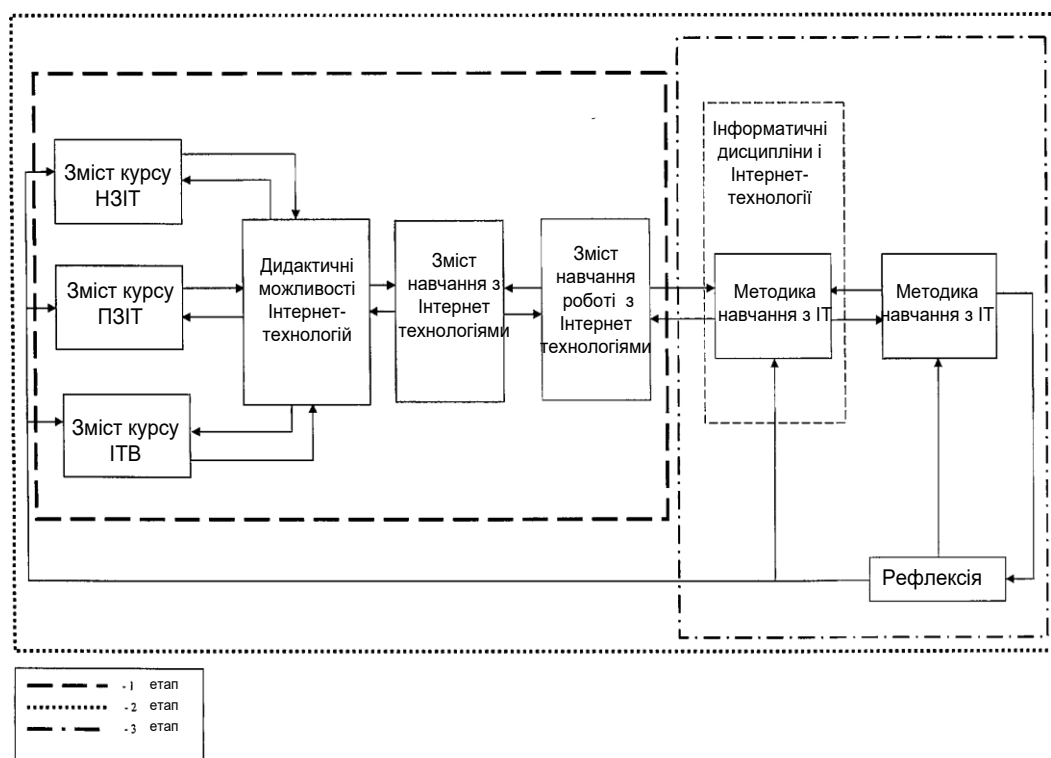 Зміст курсу
НЗІТ
Зміст курсу
ПЗІТ
Зміст курсу
ІТВ
Дидактичні
можливості
Інтернет-
технологій
Зміст
навчання з
Інтернет
технологіями
Зміст
навчання
роботі з
Інтернет
технологіями
Інформатичні
дисципліни і
Інтернет-
технології
Методика
навчання з ІТ
Методика
навчання з ІТ
Рефлексія
-1 етап
-2 етап
-3 етап